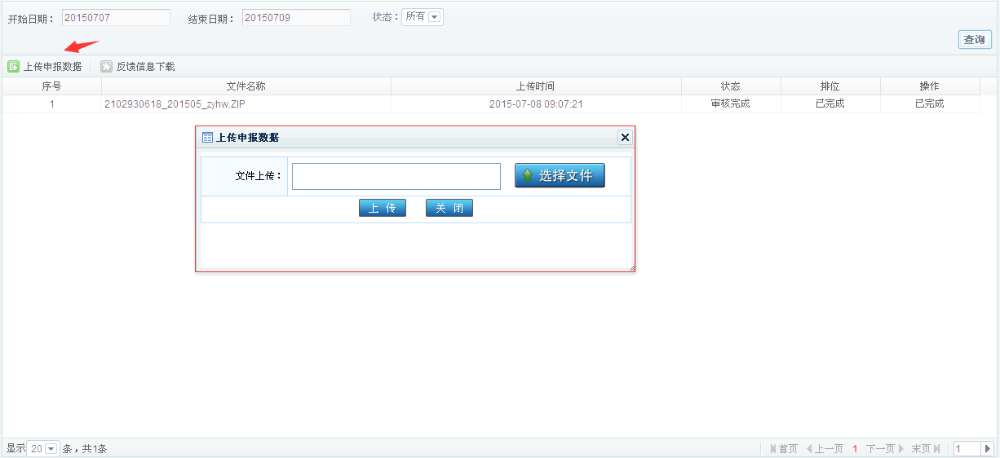 开始日期： 20150707 结束日期： 20150709 状态： 所有
查询
上传申报数据 反馈信息下载
序号 文件名称 上传时间 状态 排位 操作
1 2102930618_201505_zyhw.ZIP 2015-07-08 09:07:21 审核完成 已完成 已完成
上传申报数据
文件上传： 选择文件
上 传 关 闭
显示 20 条，共1条 首页 上一页 1 下一页 末页 1